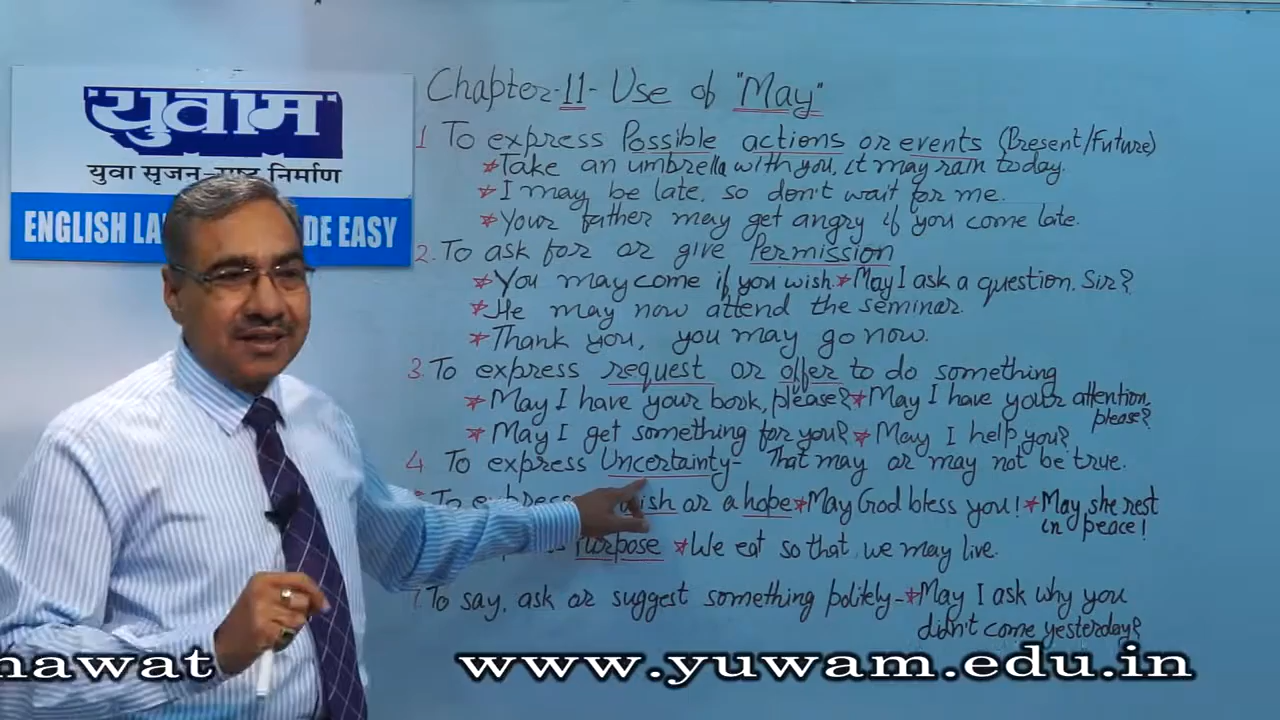 युवाम
युवा सृजन-राष्ट्र निर्माण
ENGLISH LA DE EASY
Chapter-11- Use of "May"
1 To express Possible actions or events (Present/Future)
*Take an umbrella with you, it may rain today.
*I may be late, so don't wait for me.
*Your father may get angry if you come late.
2. To ask for or give Permission
*You may come if you wish.*May I ask a question, Sir?
*He may now attend the seminar.
*Thank you, you may go now.
3. To express request or offer to do something
*May I have your book, please?*May I have your attention, please?
*May I get something for you?*May I help you?
4. To express Uncertainty- That may or may not be true.
To express wish or a hope*May God bless you!*May she rest in peace!
Purpose *We eat so that we may live.
7. To say, ask or suggest something politely-*May I ask why you
didn't come yesterday?
nawat www.yuwam.edu.in